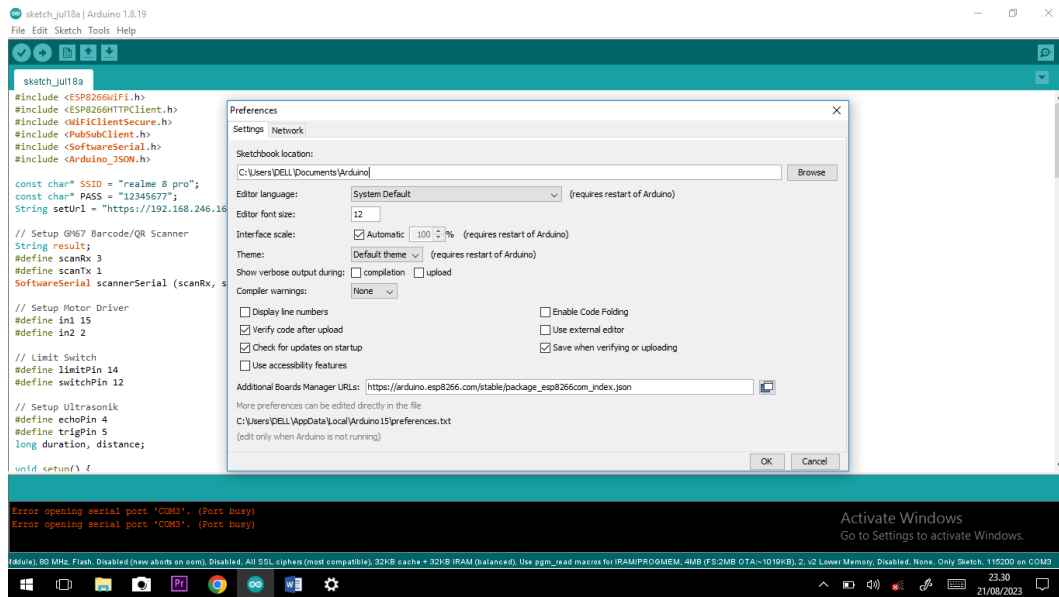 sketch_jul18a | Arduino 1.8.19
File Edit Sketch Tools Help
sketch_jul18a
#include <ESP8266WiFi.h>
#include <ESP8266HTTPClient.h>
#include <WiFiClientSecure.h>
#include <PubSubClient.h>
#include <SoftwareSerial.h>
#include <Arduino_JSON.h>
const char* SSID = "realme 8 pro";
const char* PASS = "12345677";
String setUrl = "https://192.168.246.16
// Setup GM67 Barcode/QR Scanner
String result;
#define scanRx 3
#define scanTx 1
SoftwareSerial scannerSerial (scanRx, s
// Setup Motor Driver
#define in1 15
#define in2 2
// Limit Switch
#define limitPin 14
#define switchPin 12
// Setup Ultrasonik
#define echoPin 4
#define trigPin 5
long duration, distance;
void setup() {
Preferences
Settings Network
Sketchbook location:
C:\Users\DELL\Documents\Arduino
Browse
Editor language: System Default (requires restart of Arduino)
Editor font size: 12
Interface scale: Automatic 100 % (requires restart of Arduino)
Theme: Default theme (requires restart of Arduino)
Show verbose output during: compilation upload
Compiler warnings: None
Display line numbers Enable Code Folding
Verify code after upload Use external editor
Check for updates on startup Save when verifying or uploading
Use accessibility features
Additional Boards Manager URLs: https://arduino.esp8266.com/stable/package_esp8266com_index.json
More preferences can be edited directly in the file
C:\Users\DELL\AppData\Local\Arduino15\preferences.txt
(edit only when Arduino is not running)
OK Cancel
Error opening serial port 'COM3'. (Port busy)
Error opening serial port 'COM3'. (Port busy)
Activate Windows
Go to Settings to activate Windows.
80 MHz, Flash, Disabled (new aborts on oom), Disabled, All SSL ciphers (most compatible), 32KB cache + 32KB IRAM (balanced), Use pgm_read macros for IRAM/PROGMEM, 4MB (FS:2MB OTA:~1019KB), 2, v2 Lower Memory, Disabled, None, Only Sketch, 115200 on COM3
Pr
W
23.30
21/08/2023